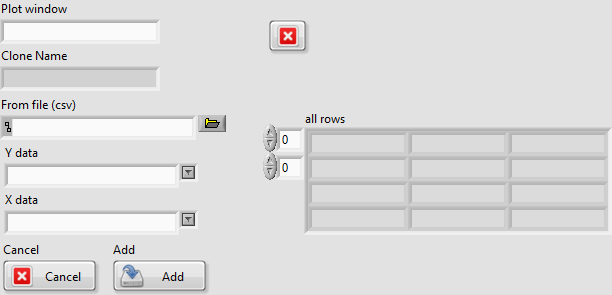 Plot window
Clone Name
From file (csv)
all rows
0
Y data
0
X data
Cancel
Add
Cancel
Add